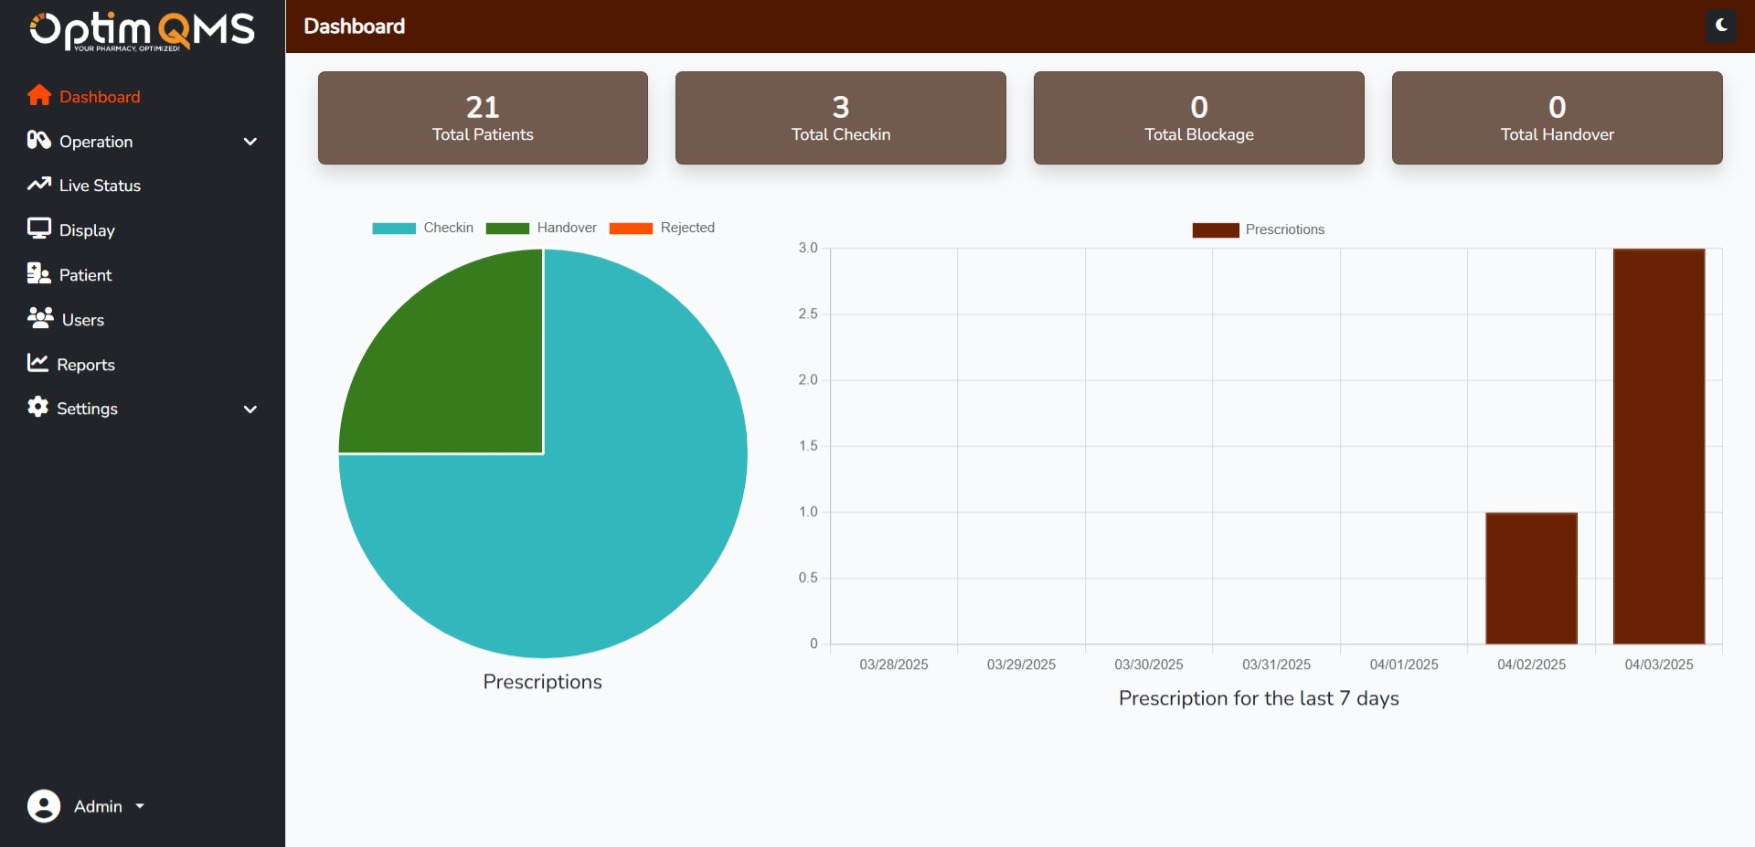 Optim QMS
YOUR PHARMACY, OPTIMIZED!
Dashboard
Operation
Live Status
Display
Patient
Users
Reports
Settings
Admin
Dashboard
21
Total Patients
3
Total Checkin
0
Total Blockage
0
Total Handover
Checkin Handover Rejected
Prescriptions
Prescriotions
3.0
2.5
2.0
1.5
1.0
0.5
0
03/28/2025 03/29/2025 03/30/2025 03/31/2025 04/01/2025 04/02/2025 04/03/2025
Prescription for the last 7 days